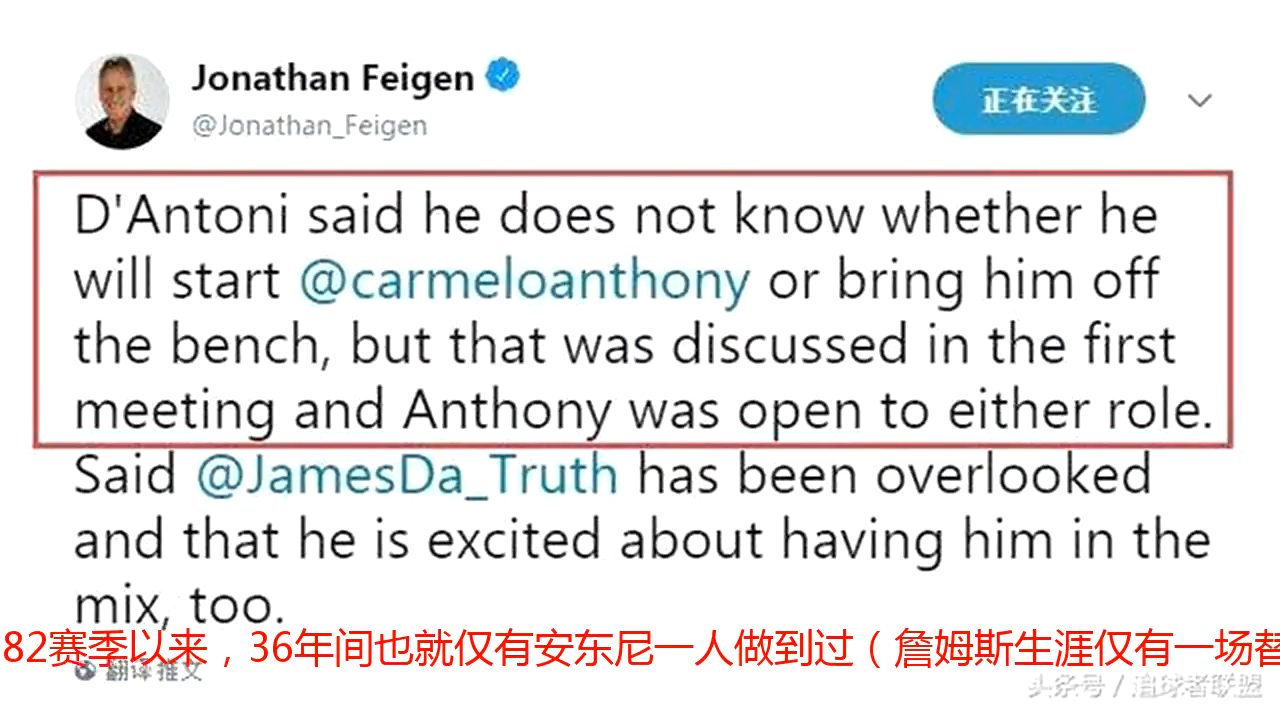 Jonathan Feigen
@Jonathan_Feigen
正在关注
D'Antoni said he does not know whether he
will start @carmeloanthony or bring him off
the bench, but that was discussed in the first
meeting and Anthony was open to either role.
Said @JamesDa_Truth has been overlooked
and that he is excited about having him in the
mix, too.
82赛季以来，36年间也就仅有安东尼一人做到过（詹姆斯生涯仅有一场替
翻译推文
头条号 / 追球者联盟